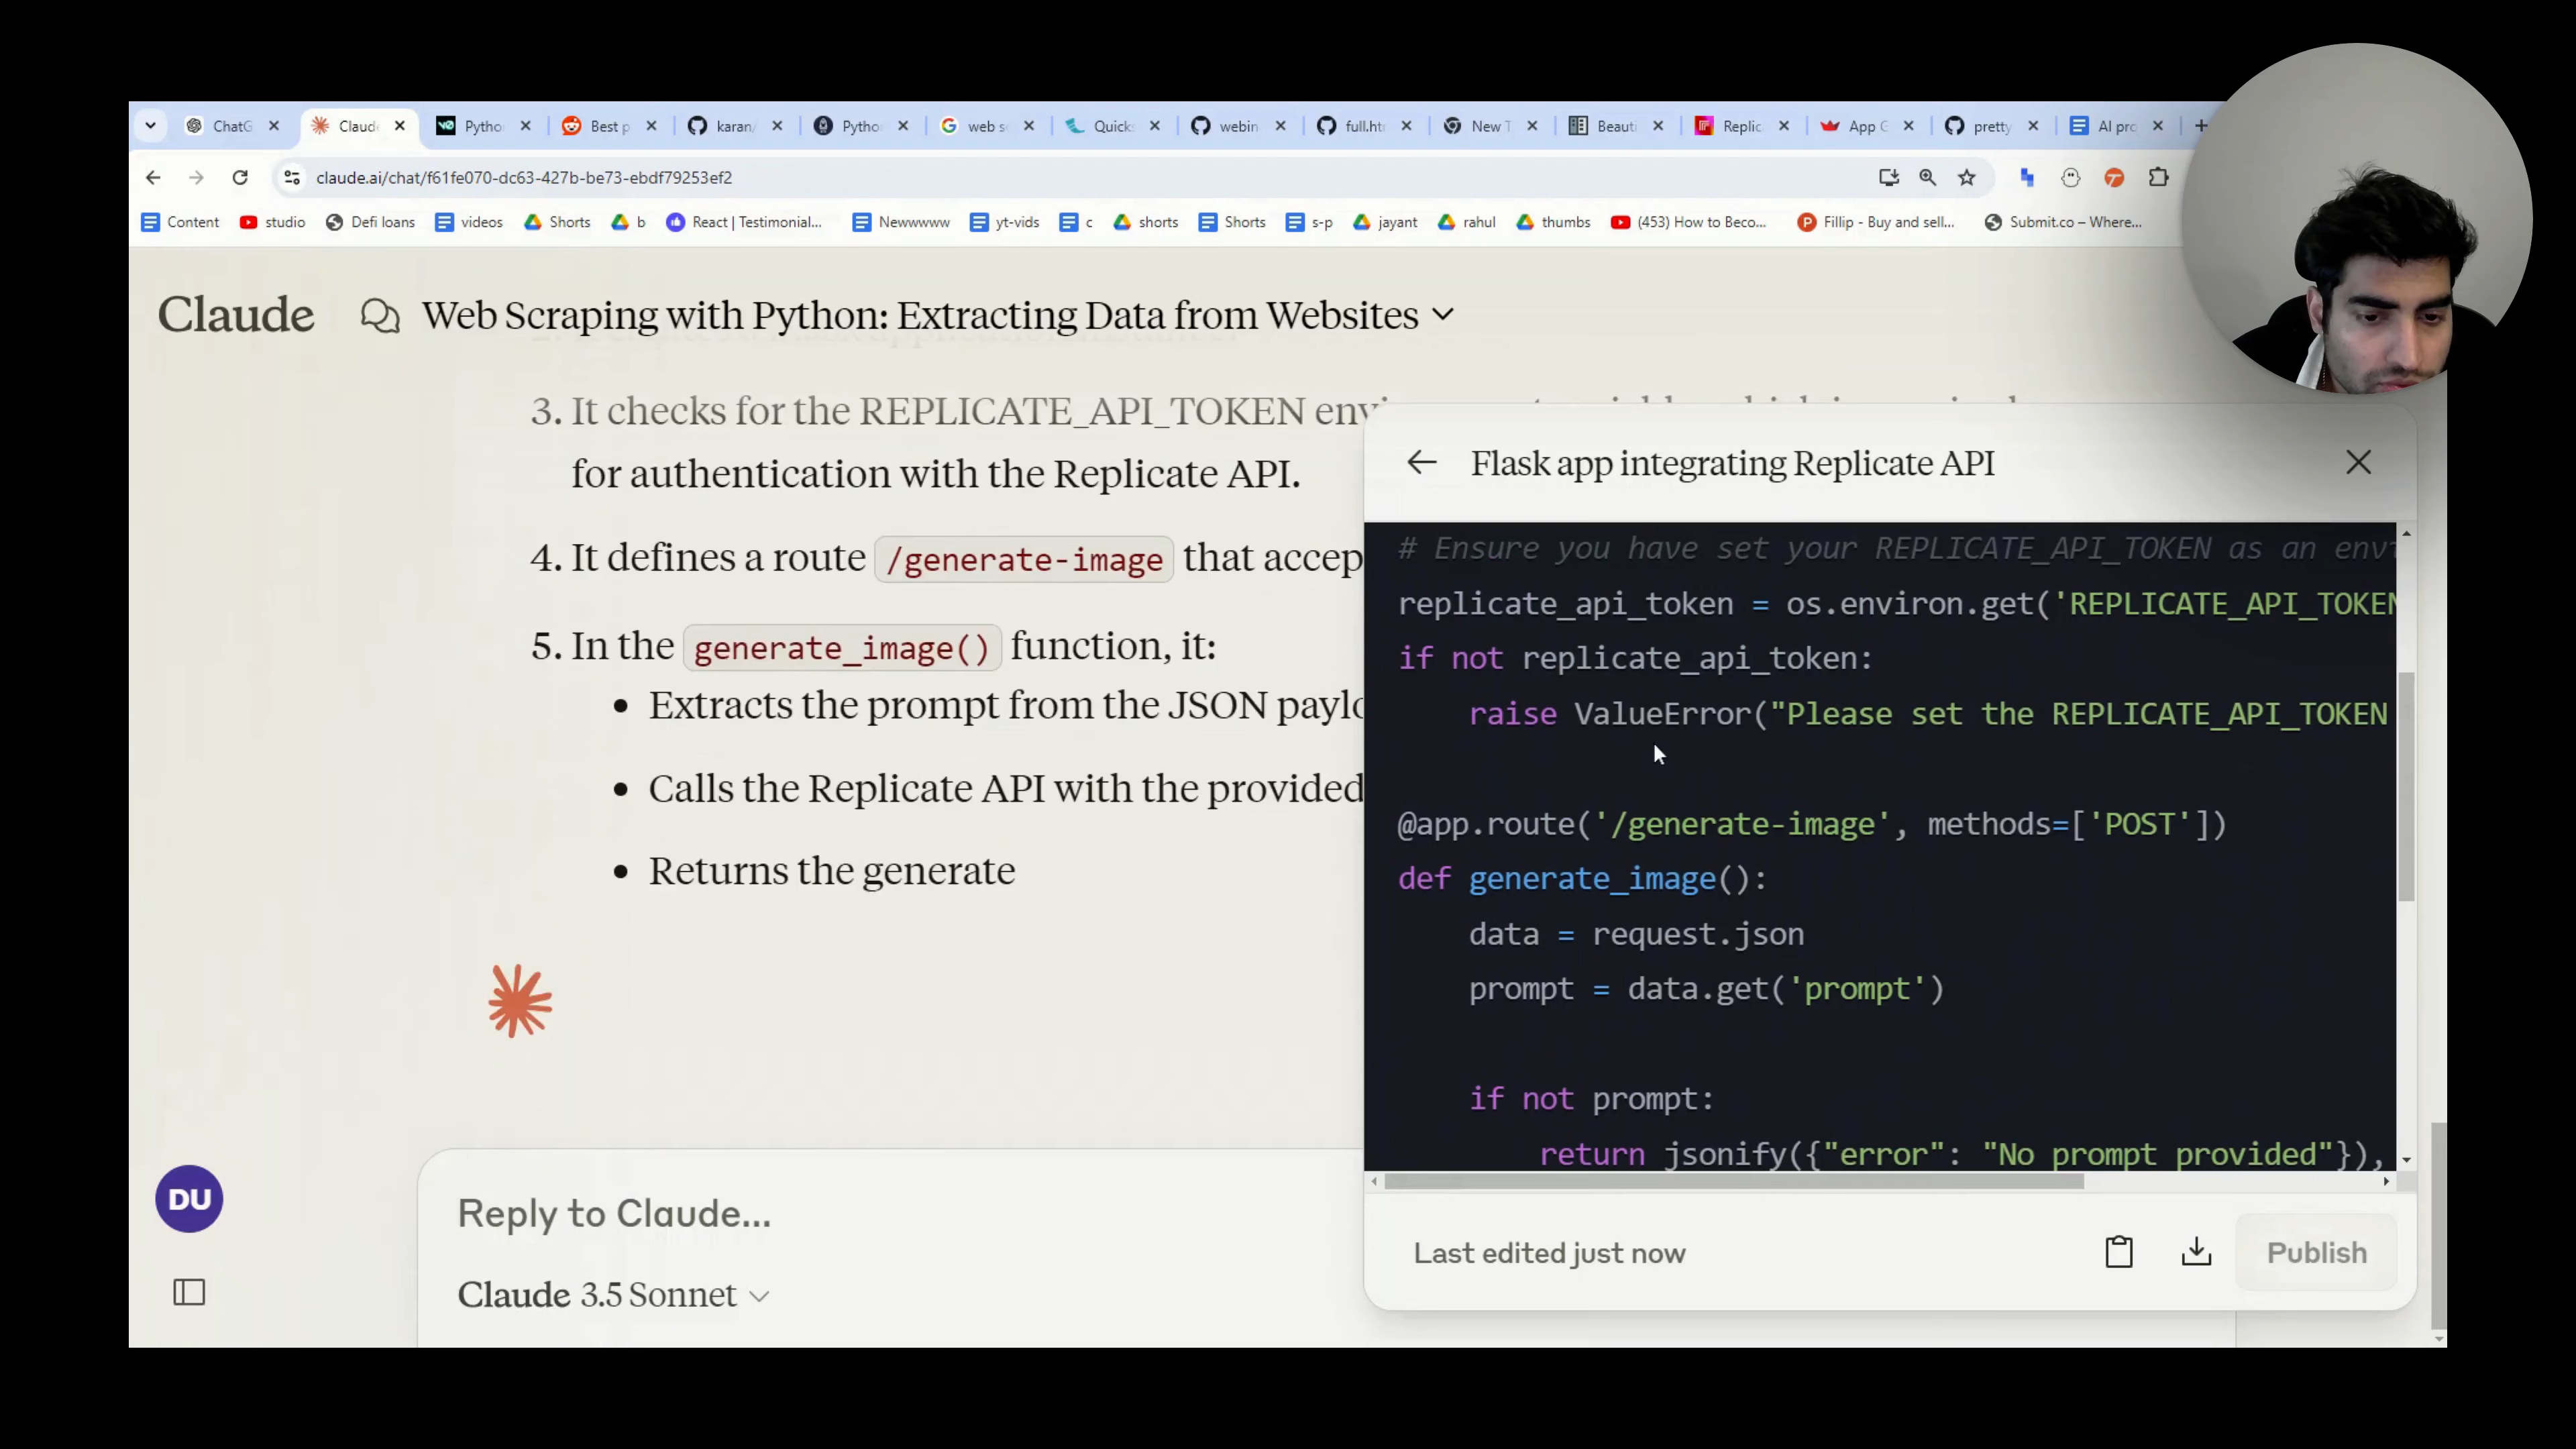 ChatG
Claud
Pytho
Best p
karan/
Pytho
web s
Quick
webin
full.htr
New T
Beaut
Replic
App G
pretty
AI pro
claude.ai/chat/f61fe070-dc63-427b-be73-ebdf79253ef2
Content
studio
Defi loans
videos
Shorts
b
React | Testimonial...
Newwwww
yt-vids
c
shorts
Shorts
s-p
jayant
rahul
thumbs
(453) How to Beco...
Fillip - Buy and sell...
Submit.co – Where...
Claude
Web Scraping with Python: Extracting Data from Websites
3. It checks for the REPLICATE_API_TOKEN
for authentication with the Replicate API.
4. It defines a route /generate-image that accep
5. In the generate_image() function, it:
• Extracts the prompt from the JSON paylo
• Calls the Replicate API with the provided
• Returns the generate
DU
Reply to Claude...
Claude 3.5 Sonnet
Flask app integrating Replicate API
# Ensure you have set your REPLICATE_API_TOKEN as an env
replicate_api_token = os.environ.get('REPLICATE_API_TOKEN
if not replicate_api_token:
raise ValueError("Please set the REPLICATE_API_TOKEN
@app.route('/generate-image', methods=['POST'])
def generate_image():
data = request.json
prompt = data.get('prompt')
if not prompt:
return jsonify({"error": "No prompt provided"}),
Last edited just now
Publish